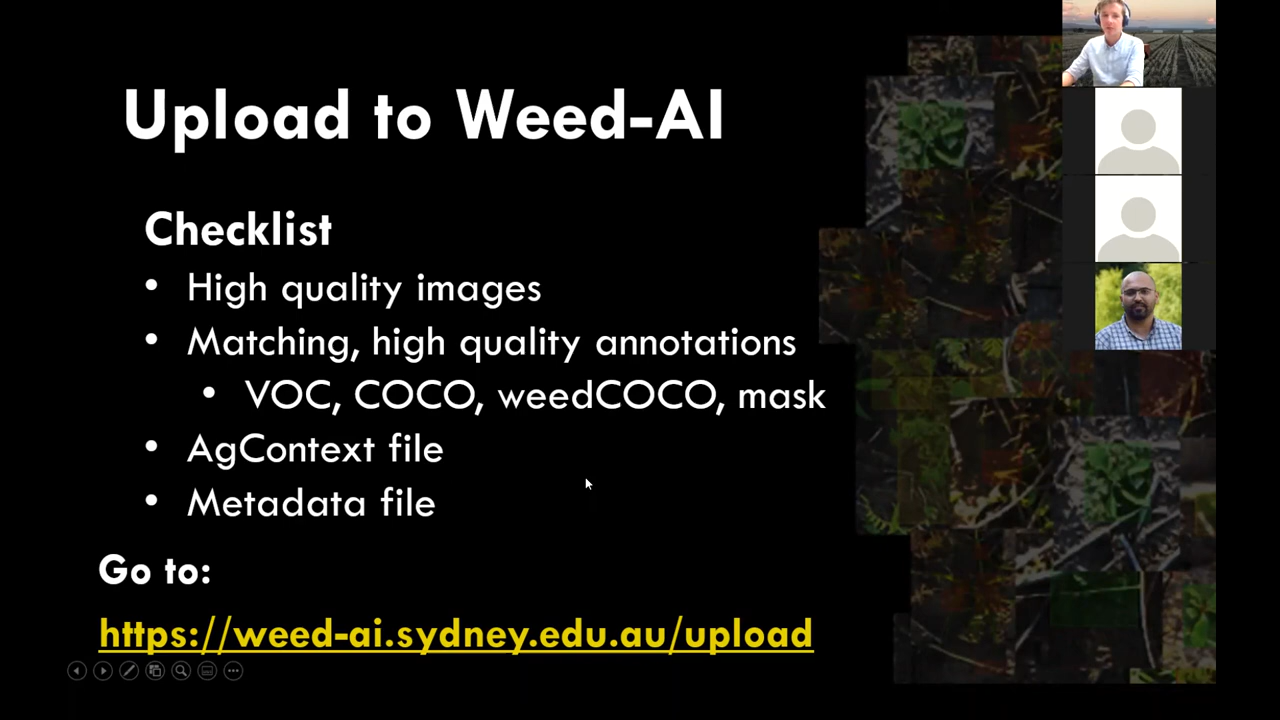 Upload to Weed-AI
Checklist
• High quality images
• Matching, high quality annotations
• VOC, COCO, weedCOCO, mask
• AgContext file
• Metadata file
Go to:
https://weed-ai.sydney.edu.au/upload